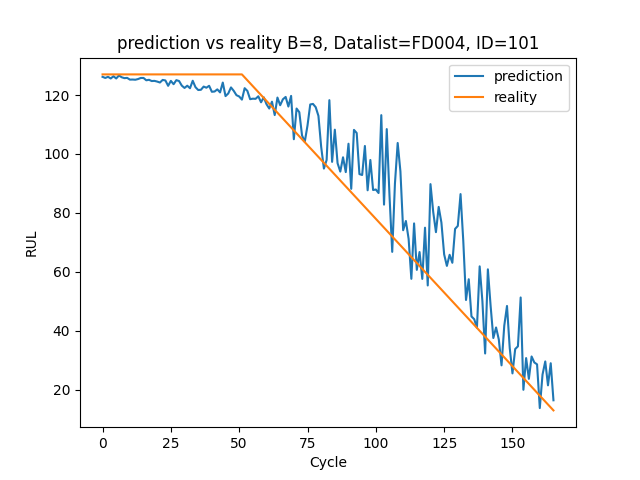 prediction vs reality B=8, Datalist=FD004, ID=101
prediction
reality
RUL
120
100
80
60
40
20
0
25
50
75
100
125
150
Cycle